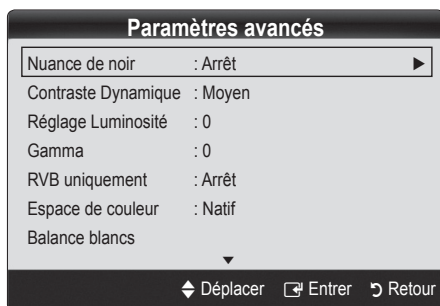 Paramètres avancés
Nuance de noir : Arrêt
Contraste Dynamique : Moyen
Réglage Luminosité : 0
Gamma : 0
RVB uniquement : Arrêt
Espace de couleur : Natif
Balance blancs
Déplacer Entrer Retour